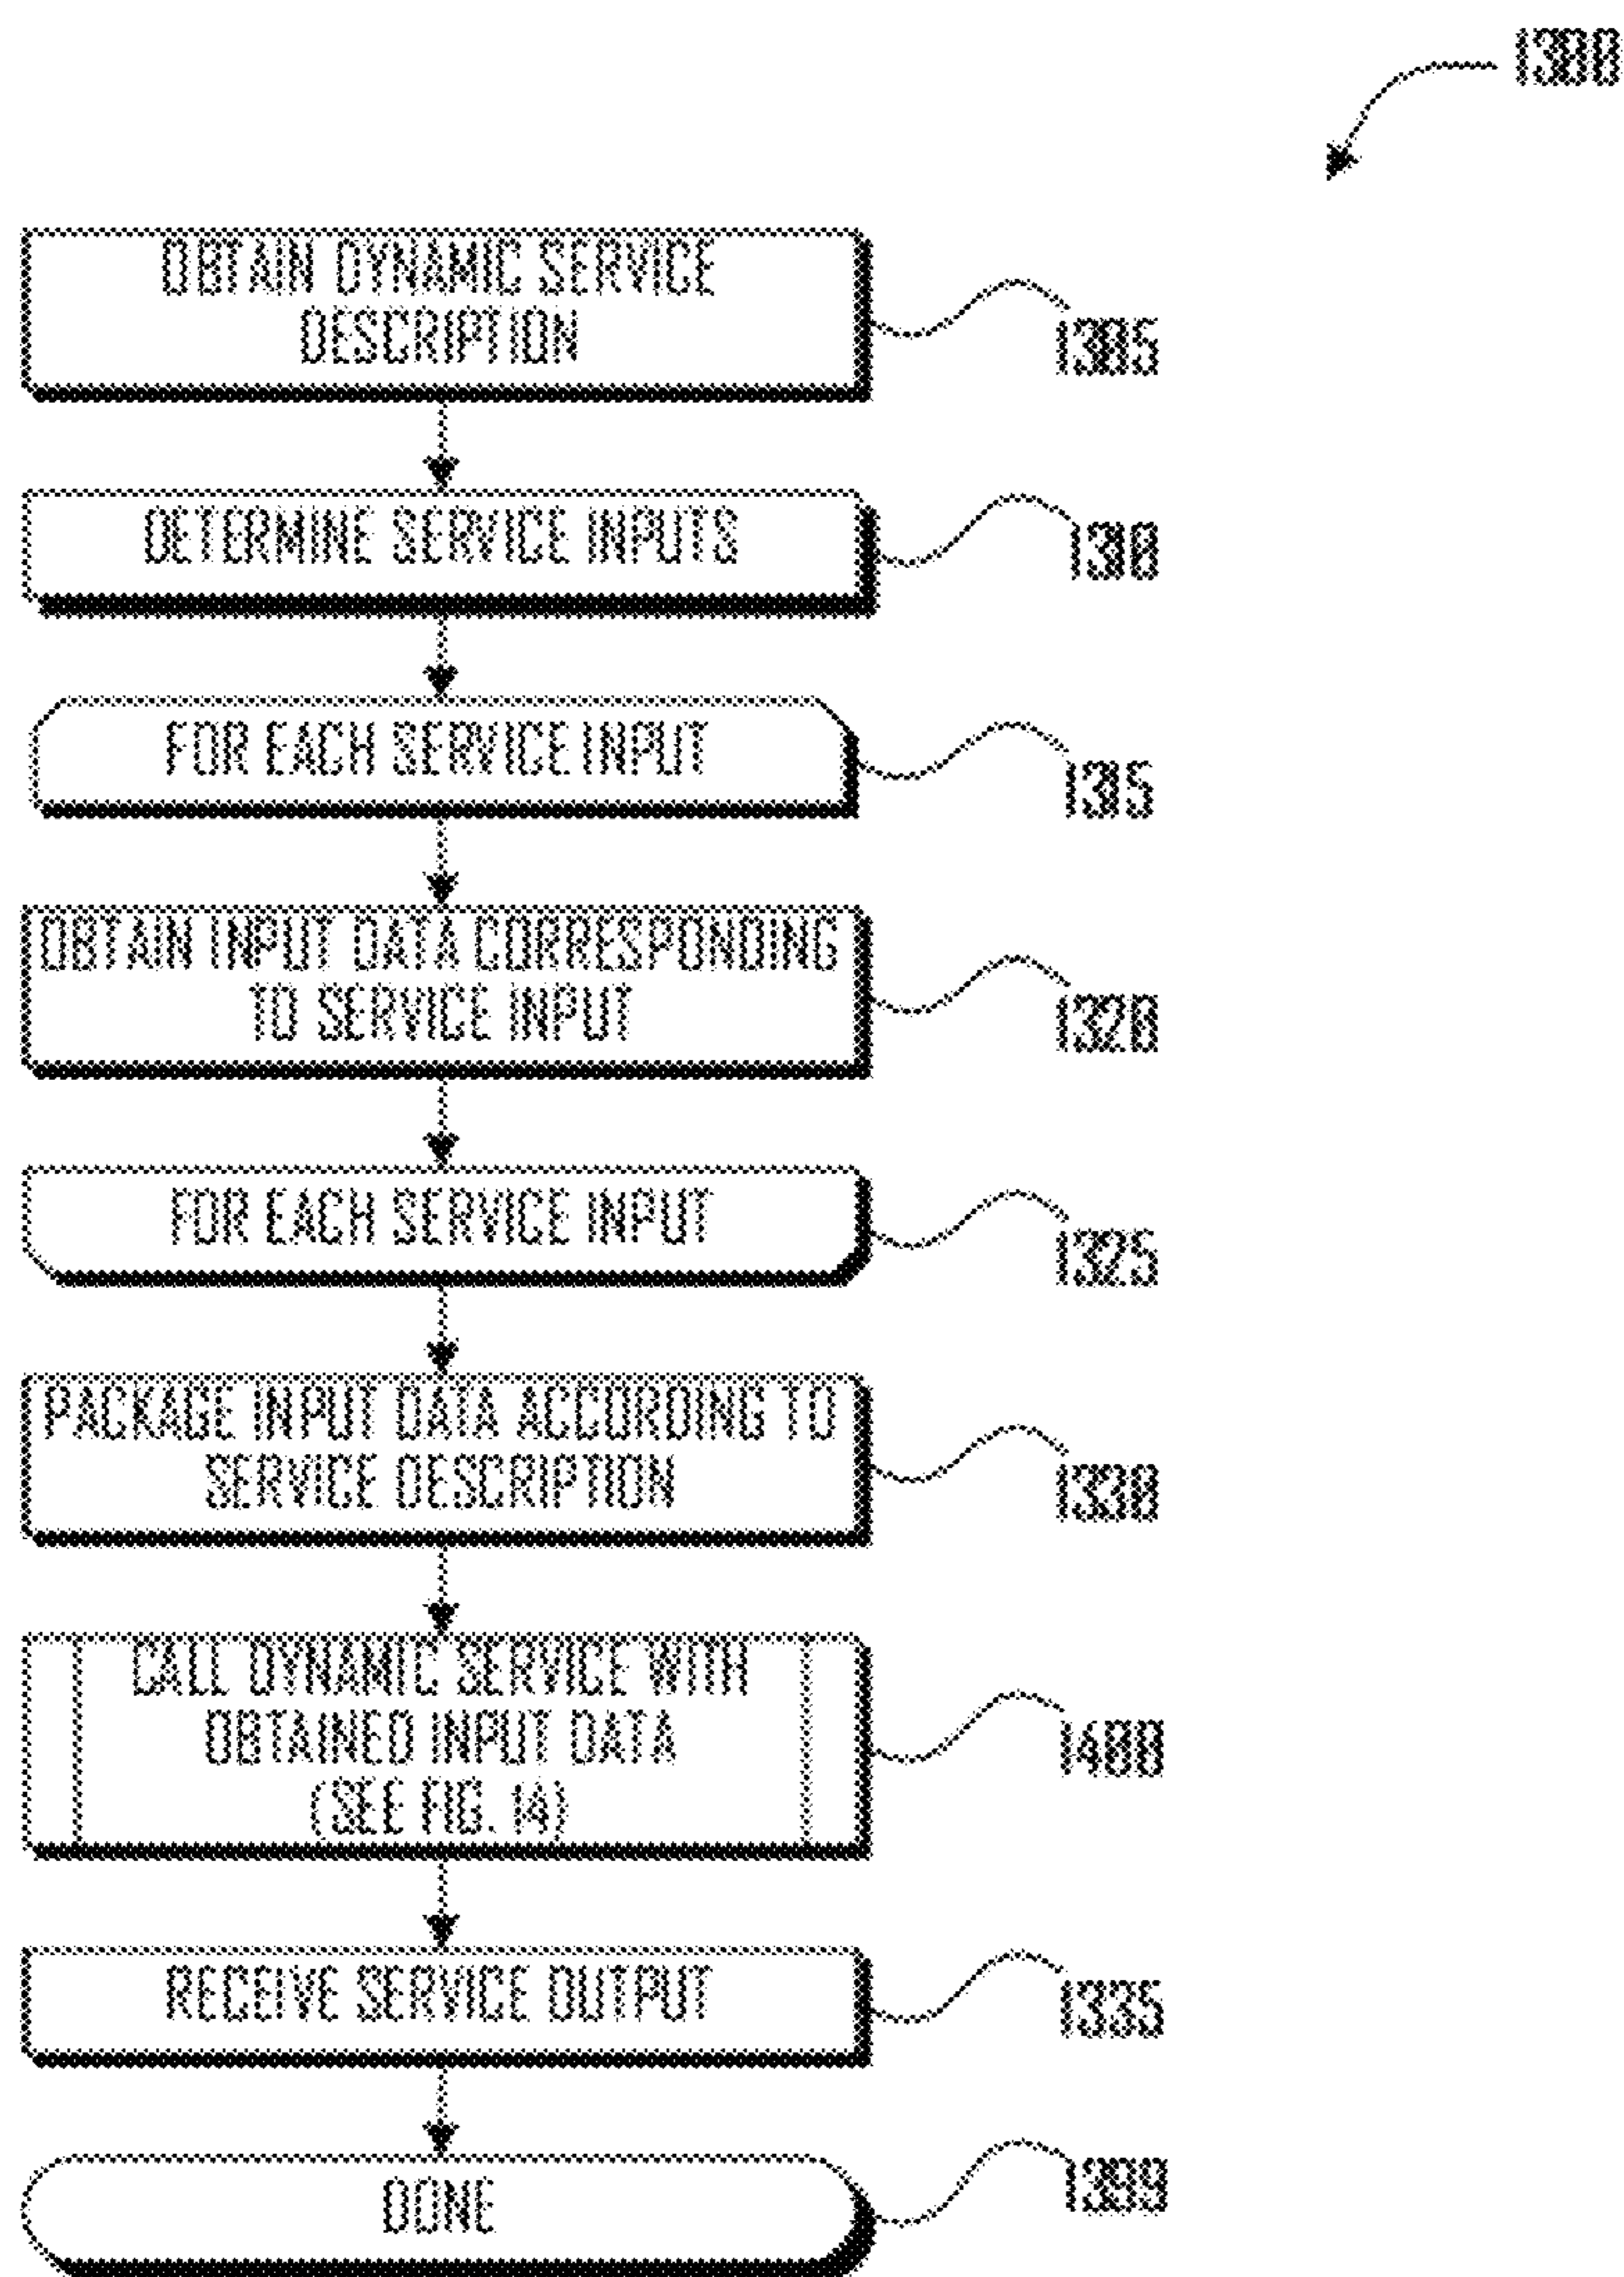 1300
OBTAIN DYNAMIC SERVICE
DESCRIPTION
1305
DETERMINE SERVICE INPUTS
1310
FOR EACH SERVICE INPUT
1315
OBTAIN INPUT DATA CORRESPONDING
TO SERVICE INPUT
1320
FOR EACH SERVICE INPUT
1325
PACKAGE INPUT DATA ACCORDING TO
SERVICE DESCRIPTION
1330
CALL DYNAMIC SERVICE WITH
OBTAINED INPUT DATA
(SEE FIG. 14)
1400
RECEIVE SERVICE OUTPUT
1335
DONE
1399